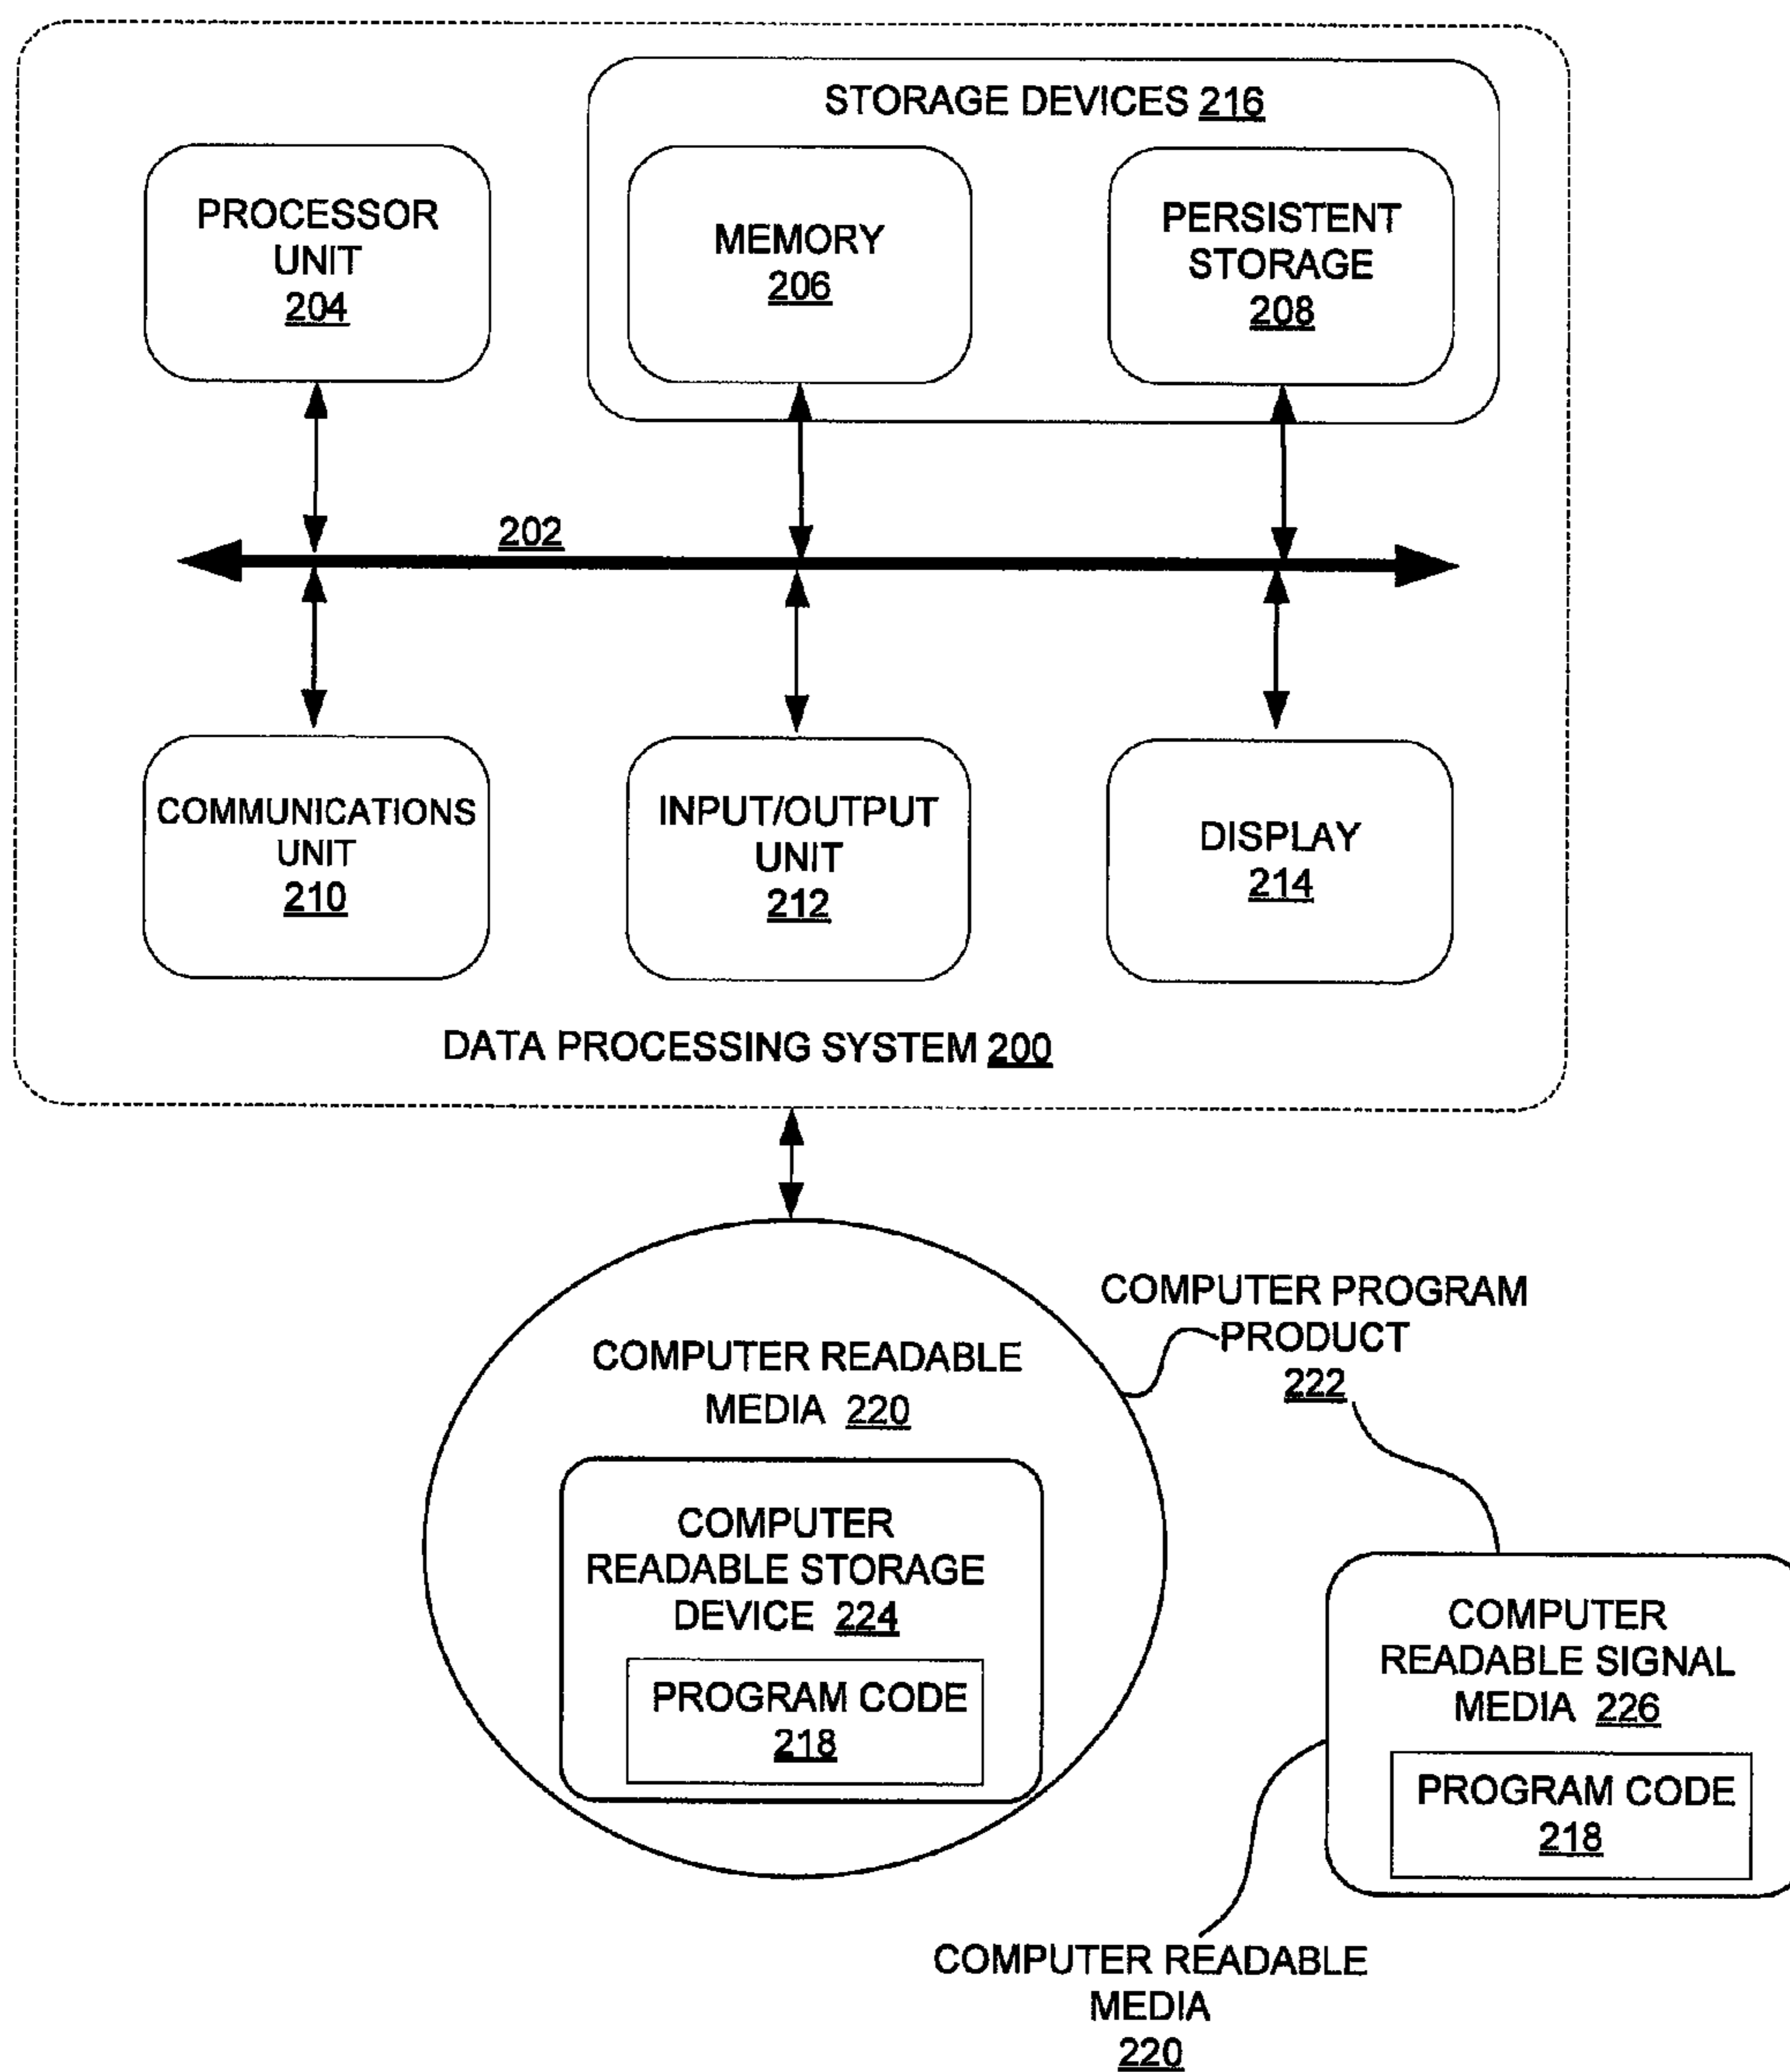 STORAGE DEVICES 216
PROCESSOR
UNIT
204
MEMORY
206
PERSISTENT
STORAGE
208
202
COMMUNICATIONS
UNIT
210
INPUT/OUTPUT
UNIT
212
DISPLAY
214
DATA PROCESSING SYSTEM 200
COMPUTER PROGRAM
PRODUCT
222
COMPUTER READABLE
MEDIA 220
COMPUTER
READABLE STORAGE
DEVICE 224
PROGRAM CODE
218
COMPUTER
READABLE SIGNAL
MEDIA 226
PROGRAM CODE
218
COMPUTER READABLE
MEDIA
220